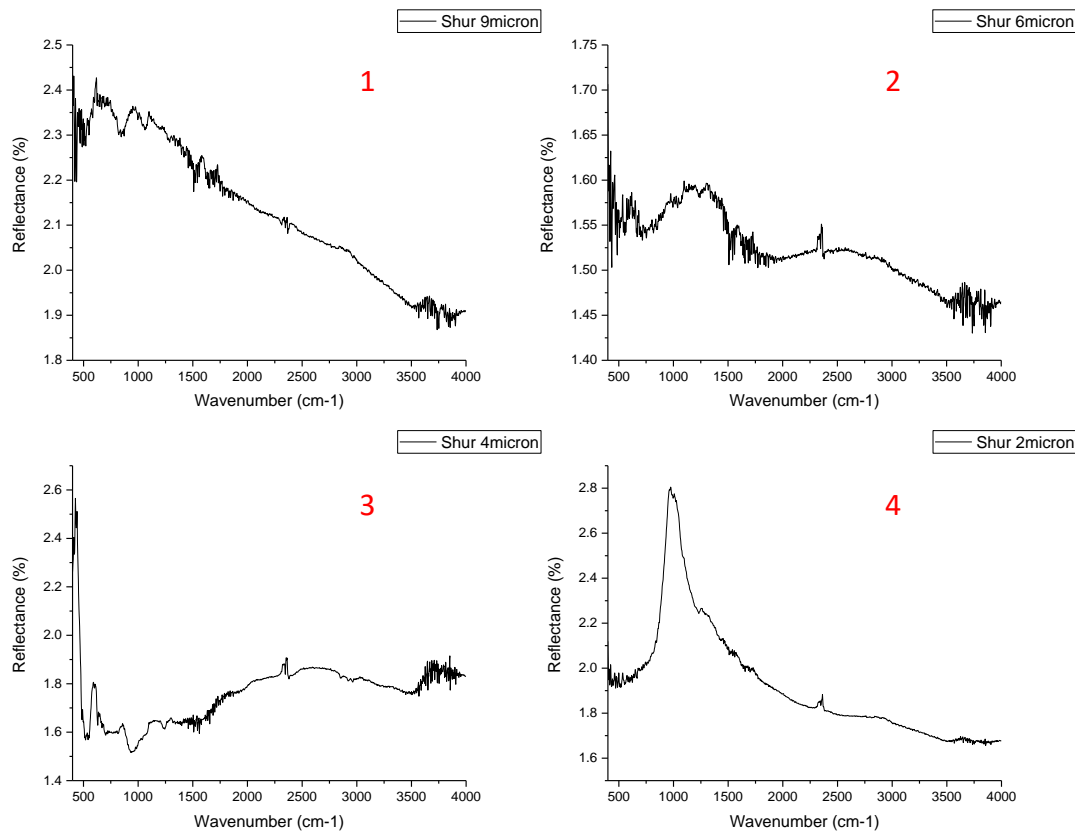 Shur 9micron
1
2.5
2.4
2.3
2.2
2.1
2.0
1.9
1.8
Reflectance (%)
500 1000 1500 2000 2500 3000 3500 4000
Wavenumber (cm-1)
Shur 6micron
2
1.75
1.70
1.65
1.60
1.55
1.50
1.45
1.40
Reflectance (%)
500 1000 1500 2000 2500 3000 3500 4000
Wavenumber (cm-1)
Shur 4micron
3
2.6
2.4
2.2
2.0
1.8
1.6
1.4
Reflectance (%)
500 1000 1500 2000 2500 3000 3500 4000
Wavenumber (cm-1)
Shur 2micron
4
2.8
2.6
2.4
2.2
2.0
1.8
1.6
Reflectance (%)
500 1000 1500 2000 2500 3000 3500 4000
Wavenumber (cm-1)